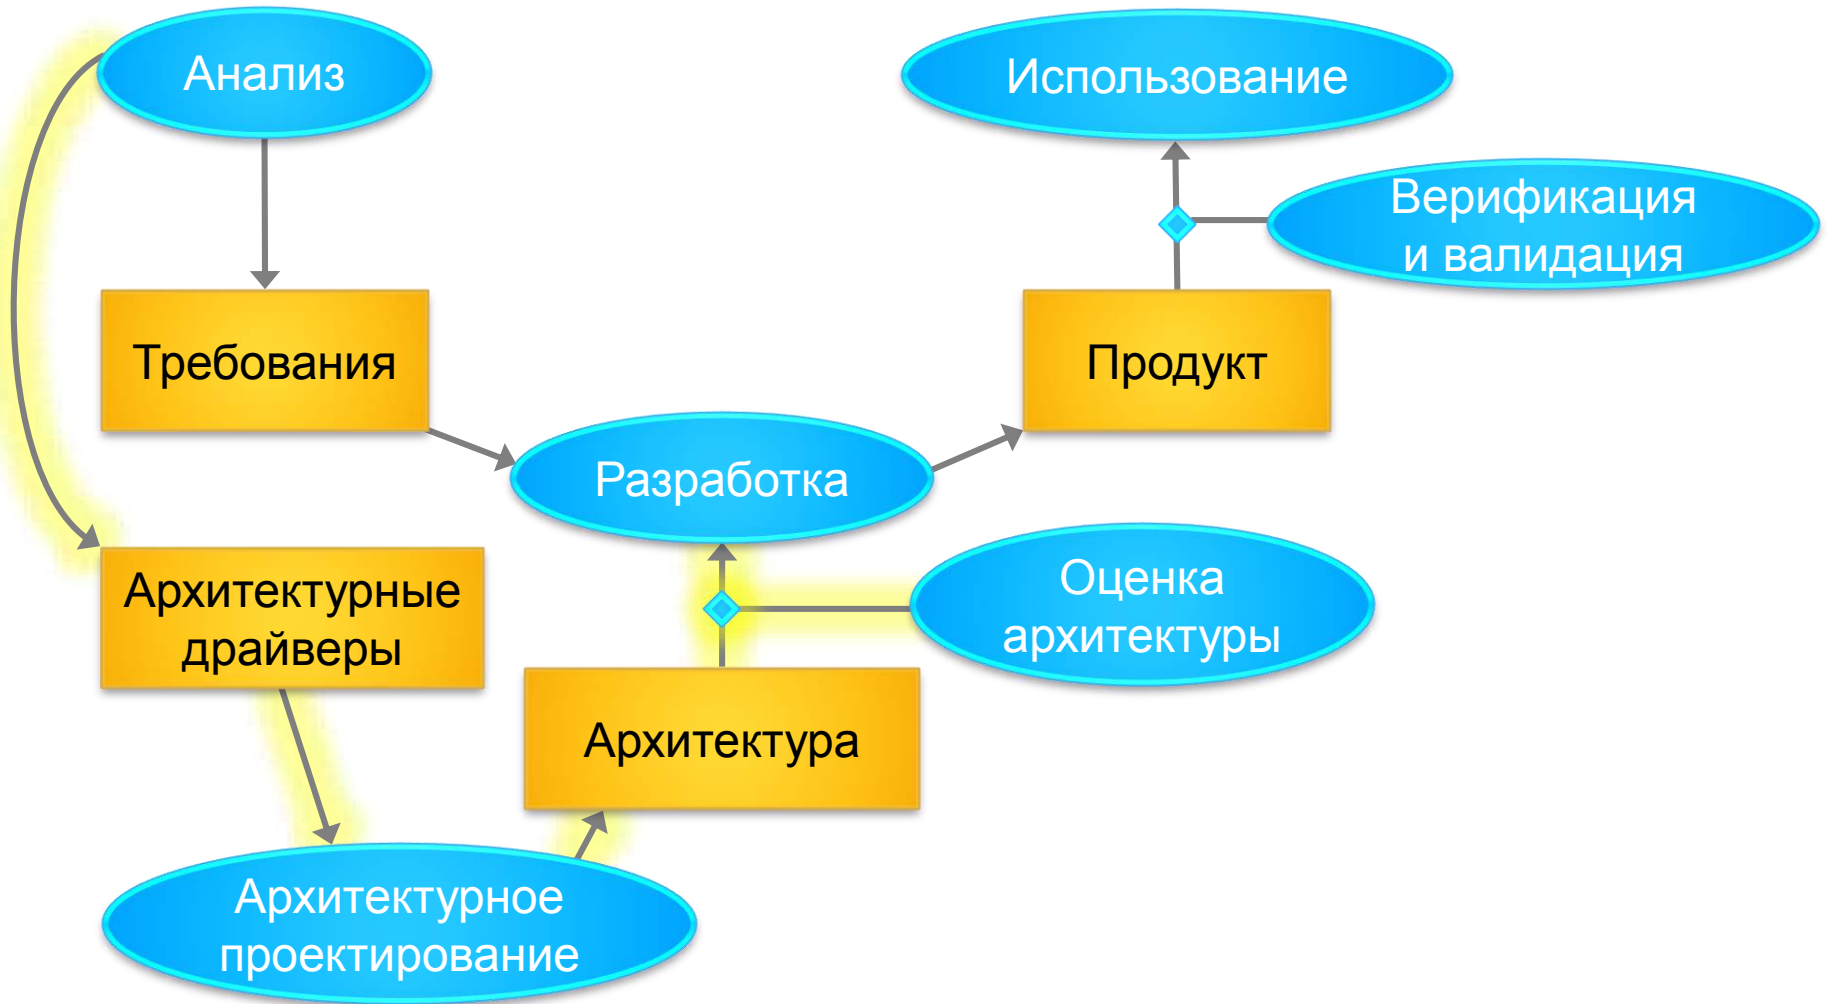 Анализ
Использование
Верификация
и валидация
Требования
Продукт
Разработка
Архитектурные
драйверы
Оценка
архитектуры
Архитектура
Архитектурное
проектирование